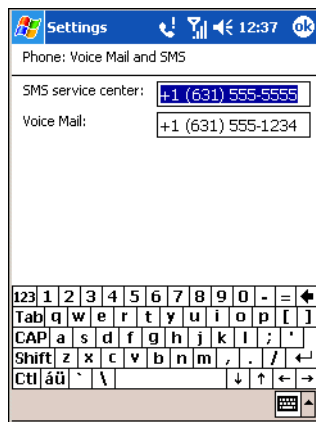 Settings 12:37 ok
Phone: Voice Mail and SMS
SMS service center: +1 (631) 555-5555
Voice Mail: +1 (631) 555-1234
123 1 2 3 4 5 6 7 8 9 0 - =
Tab q w e r t y u i o p [ ]
CAP a s d f g h j k l ; '
Shift z x c v b n m , . /
Ctl áü ` \